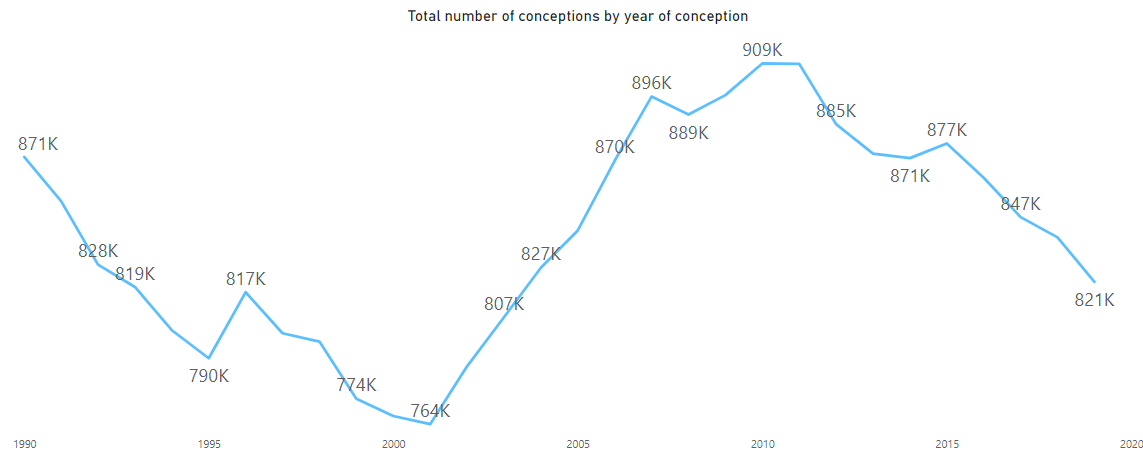 Total number of conceptions by year of conception
909K
896K
885K
889K
877K
871K
870K
871K
847K
828K
827K
819K
817K
807K
821K
790K
774K
764K
1990 1995 2000 2005 2010 2015 2020